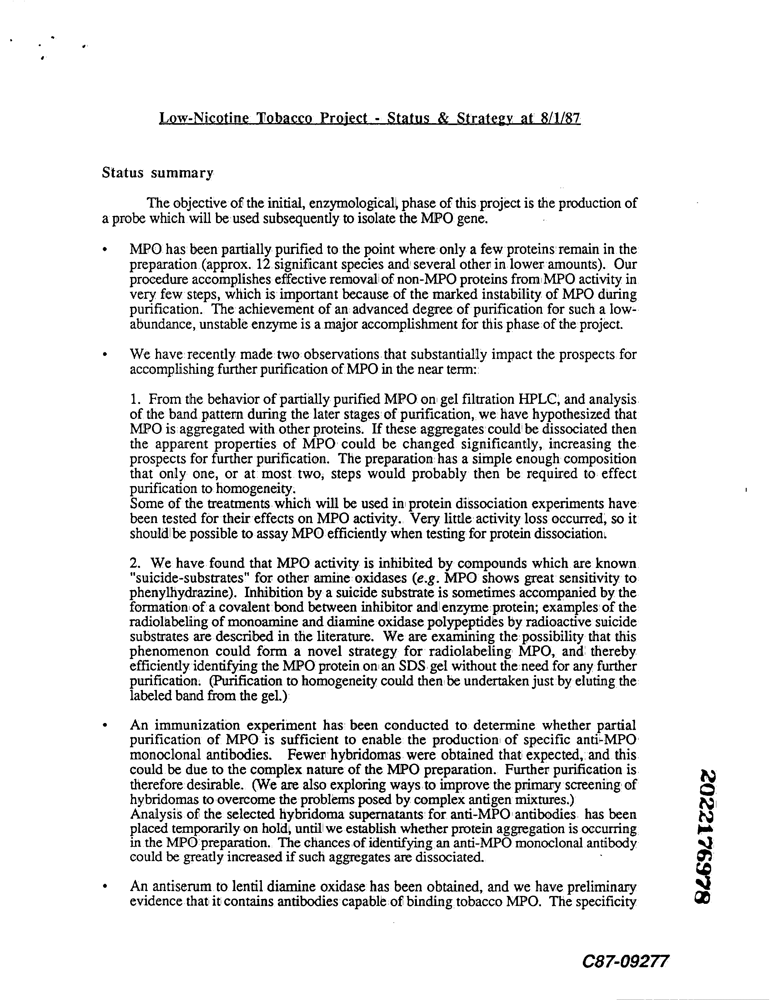 Low-Nicotine Tobacco Project - Status & Strategy at 8/1/87
Status summary
The objective of the initial, enzymological, phase of this project is the production of
a probe which will be used subsequently to isolate the MPO gene.
• MPO has been partially purified to the point where only a few proteins remain in the
preparation (approx. 12 significant species and several other in lower amounts). Our
procedure accomplishes effective removal of non-MPO proteins from MPO activity in
very few steps, which is important because of the marked instability of MPO during
purification. The achievement of an advanced degree of purification for such a low-
abundance, unstable enzyme is a major accomplishment for this phase of the project.
• We have recently made two observations that substantially impact the prospects for
accomplishing further purification of MPO in the near term:
1. From the behavior of partially purified MPO on gel filtration HPLC, and analysis
of the band pattern during the later stages of purification, we have hypothesized that
MPO is aggregated with other proteins. If these aggregates could be dissociated then
the apparent properties of MPO could be changed significantly, increasing the
prospects for further purification. The preparation has a simple enough composition
that only one, or at most two, steps would probably then be required to effect
purification to homogeneity.
Some of the treatments which will be used in protein dissociation experiments have
been tested for their effects on MPO activity. Very little activity loss occurred, so it
should be possible to assay MPO efficiently when testing for protein dissociation.
2. We have found that MPO activity is inhibited by compounds which are known
"suicide-substrates" for other amine oxidases (e.g. MPO shows great sensitivity to
phenylhydrazine). Inhibition by a suicide substrate is sometimes accompanied by the
formation of a covalent bond between inhibitor and enzyme protein; examples of the
radiolabeling of monoamine and diamine oxidase polypeptides by radioactive suicide
substrates are described in the literature. We are examining the possibility that this
phenomenon could form a novel strategy for radiolabeling MPO, and thereby
efficiently identifying the MPO protein on an SDS gel without the need for any further
purification. (Purification to homogeneity could then be undertaken just by eluting the
labeled band from the gel.)
• An immunization experiment has been conducted to determine whether partial
purification of MPO is sufficient to enable the production of specific anti-MPO
monoclonal antibodies. Fewer hybridomas were obtained that expected, and this
could be due to the complex nature of the MPO preparation. Further purification is
therefore desirable. (We are also exploring ways to improve the primary screening of
hybridomas to overcome the problems posed by complex antigen mixtures.)
Analysis of the selected hybridoma supernatants for anti-MPO antibodies has been
placed temporarily on hold, until we establish whether protein aggregation is occurring
in the MPO preparation. The chances of identifying an anti-MPO monoclonal antibody
could be greatly increased if such aggregates are dissociated.
• An antiserum to lentil diamine oxidase has been obtained, and we have preliminary
evidence that it contains antibodies capable of binding tobacco MPO. The specificity
2022176978
C87-09277